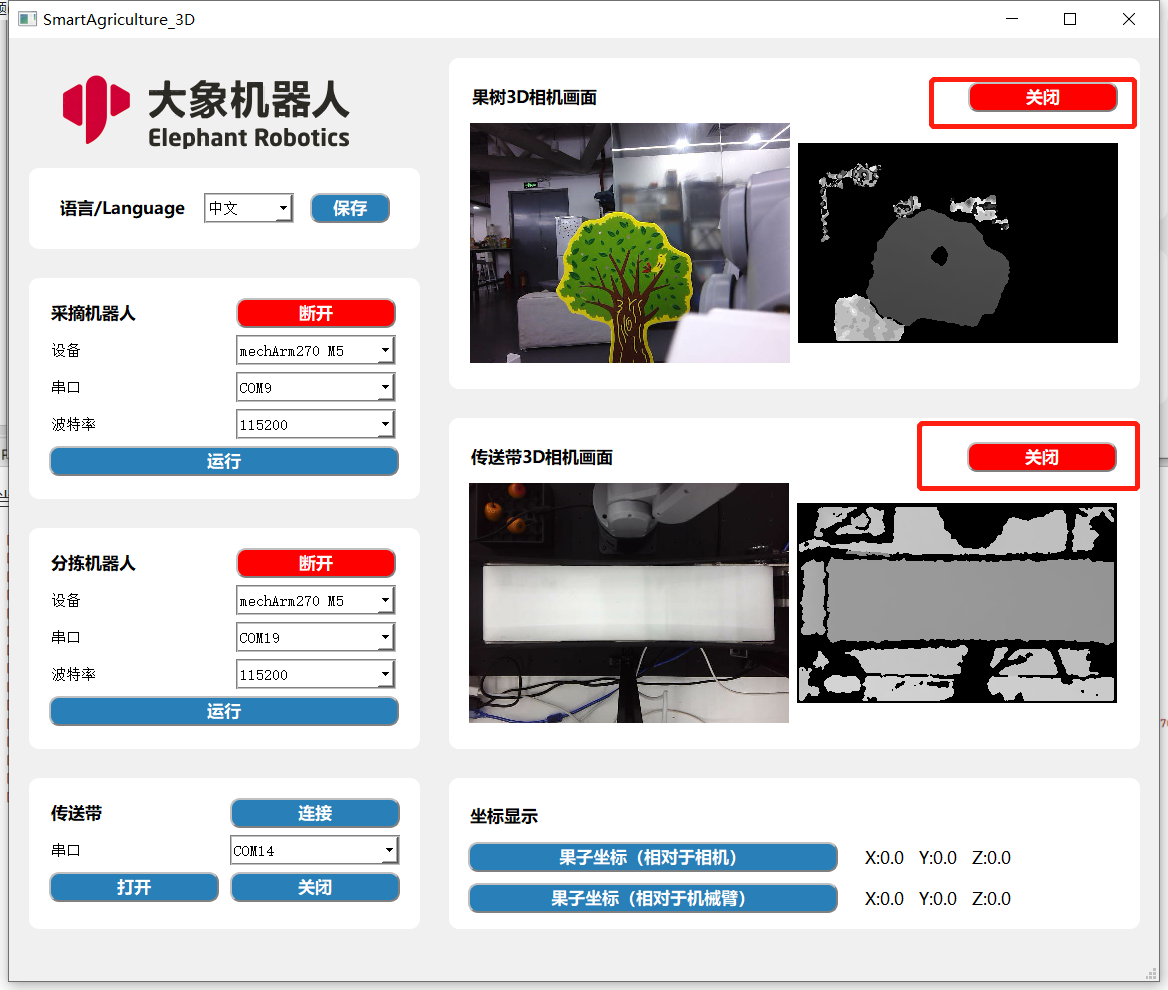 SmartAgriculture_3D
大象机器人
Elephant Robotics
语言/Language 中文 保存
采摘机器人 断开
设备 mechArm270 M5
串口 COM9
波特率 115200
运行
分拣机器人 断开
设备 mechArm270 M5
串口 COM19
波特率 115200
运行
传送带 连接
串口 COM14
打开 关闭
果树3D相机画面 关闭
传送带3D相机画面 关闭
坐标显示
果子坐标（相对于相机） X:0.0 Y:0.0 Z:0.0
果子坐标（相对于机械臂） X:0.0 Y:0.0 Z:0.0